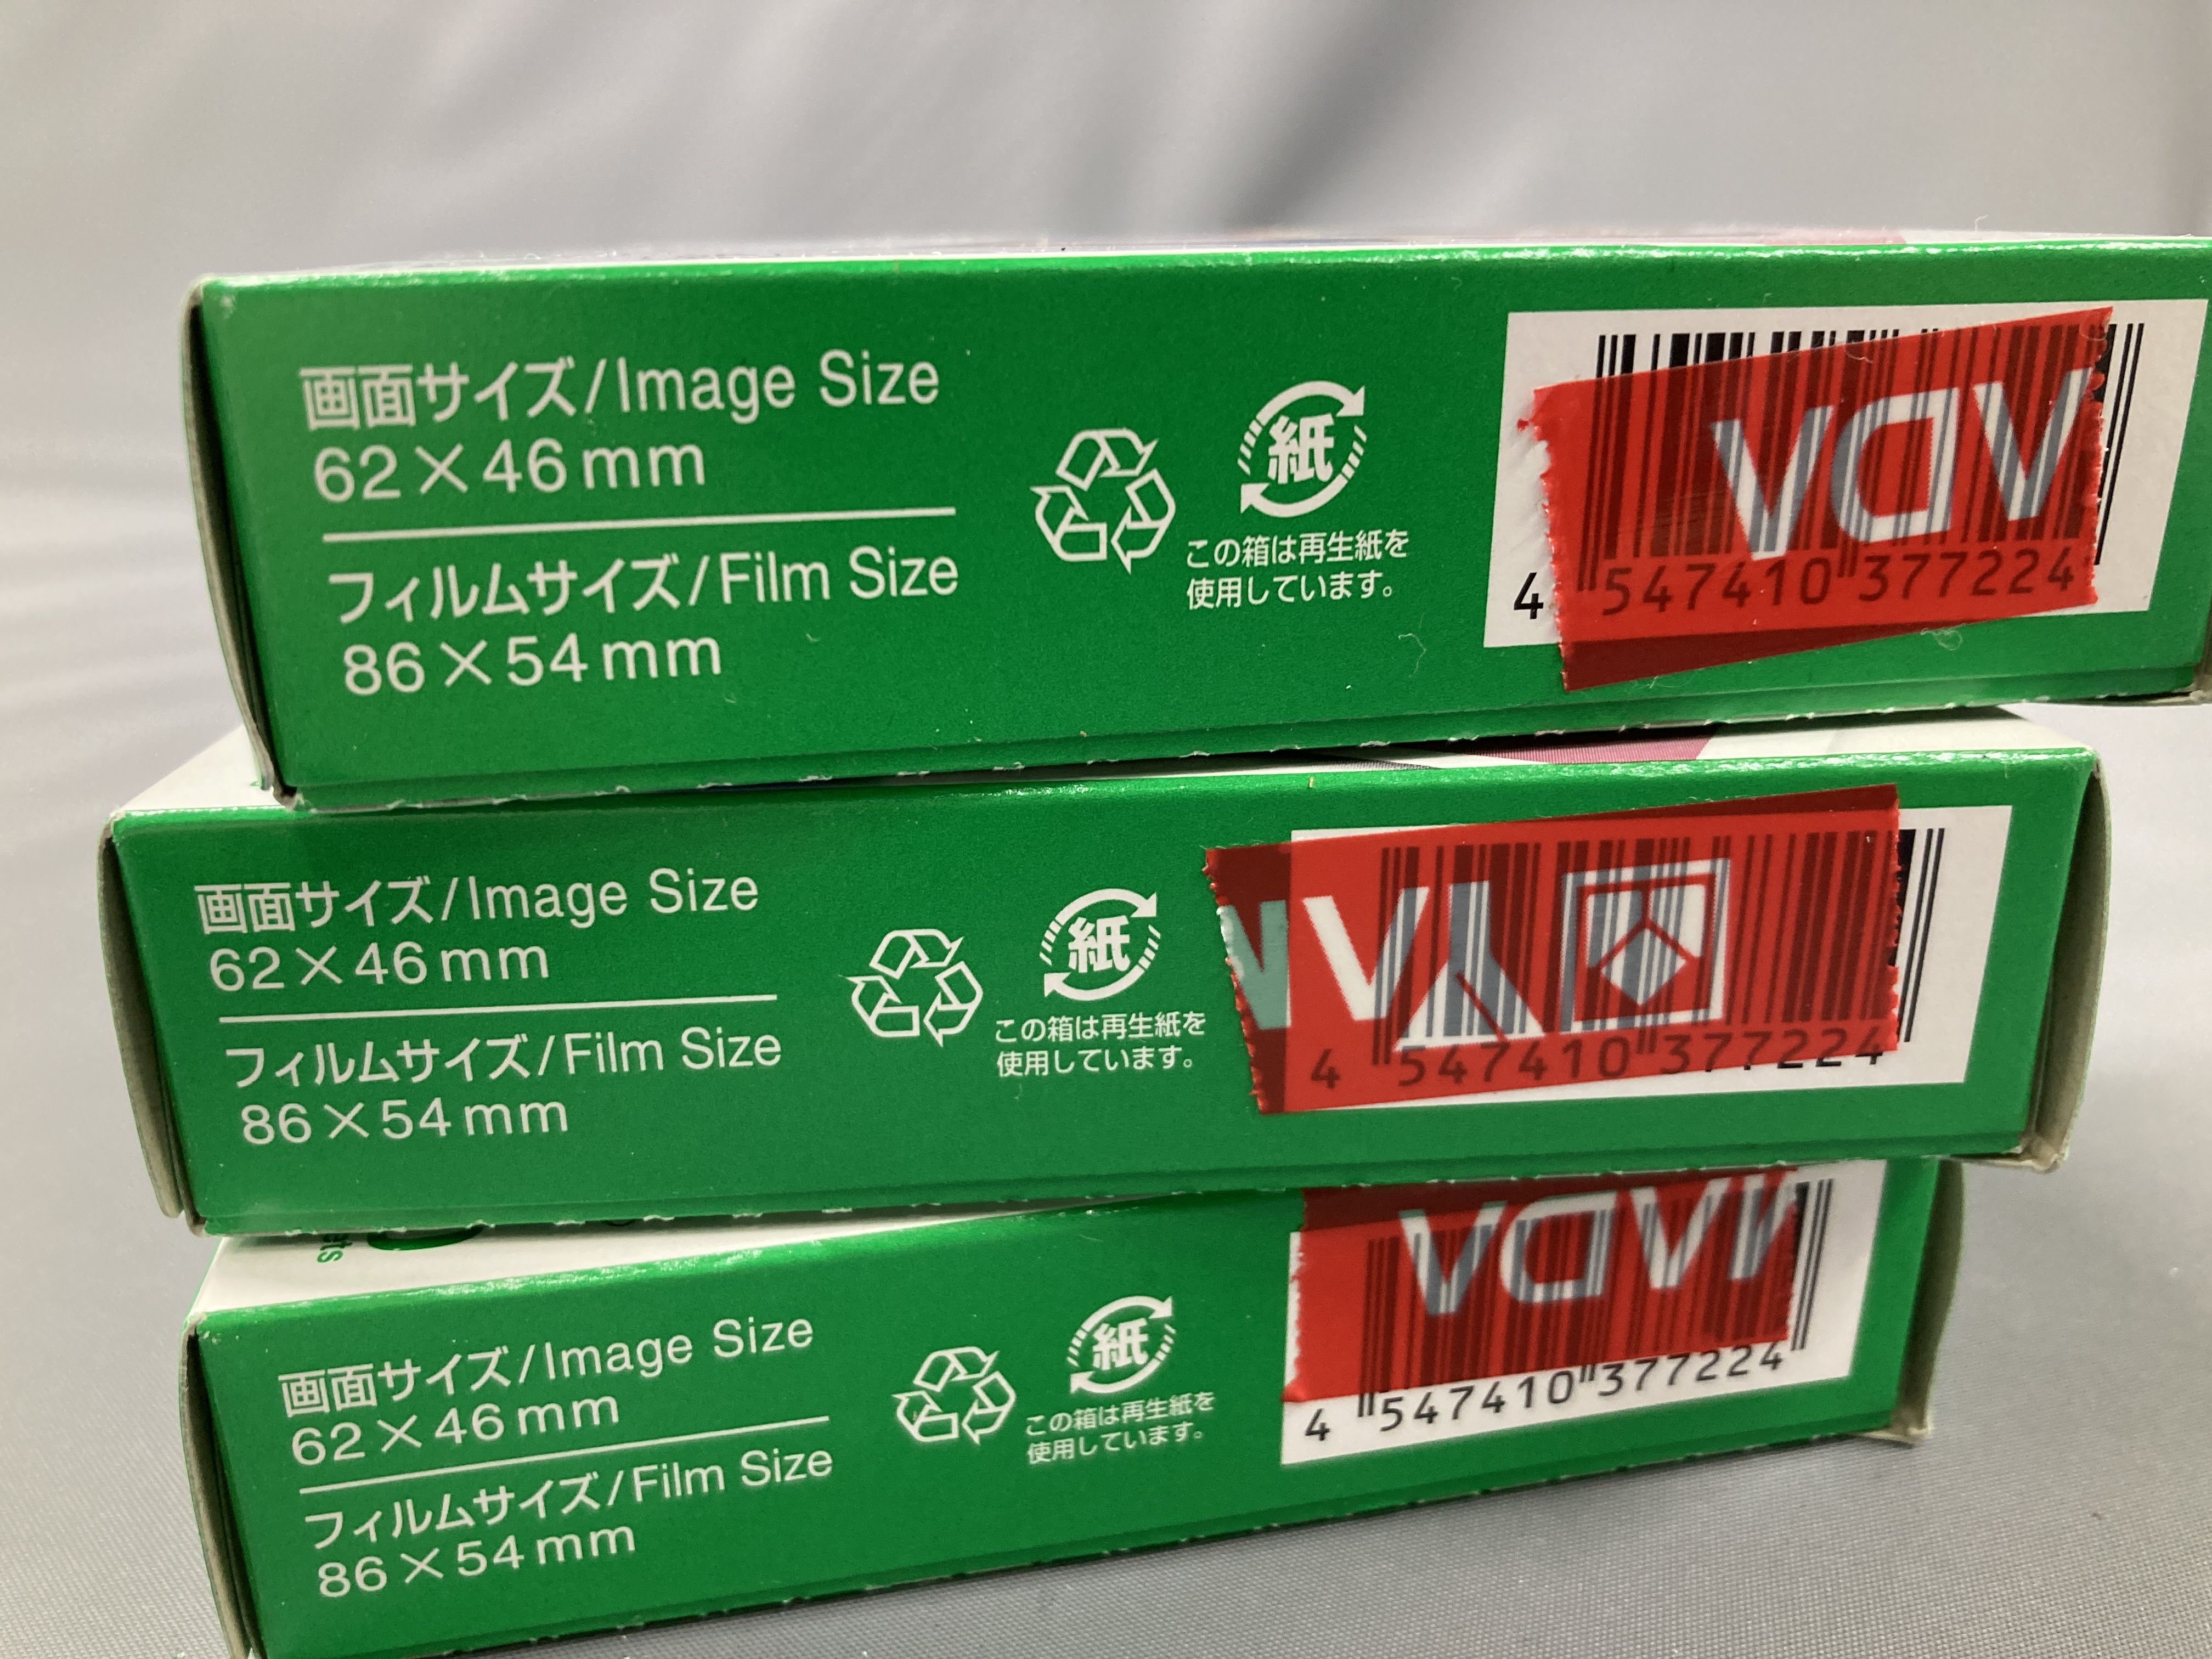 画面サイズ/Image Size
62×46mm
フィルムサイズ/Film Size
86×54mm
紙
この箱は再生紙を
使用しています。
4 547410 377224
画面サイズ/Image Size
62×46mm
フィルムサイズ/Film Size
86×54mm
紙
この箱は再生紙を
使用しています。
4 547410 377224
画面サイズ/Image Size
62×46mm
フィルムサイズ/Film Size
86×54mm
紙
この箱は再生紙を
使用しています。
4 547410 377224